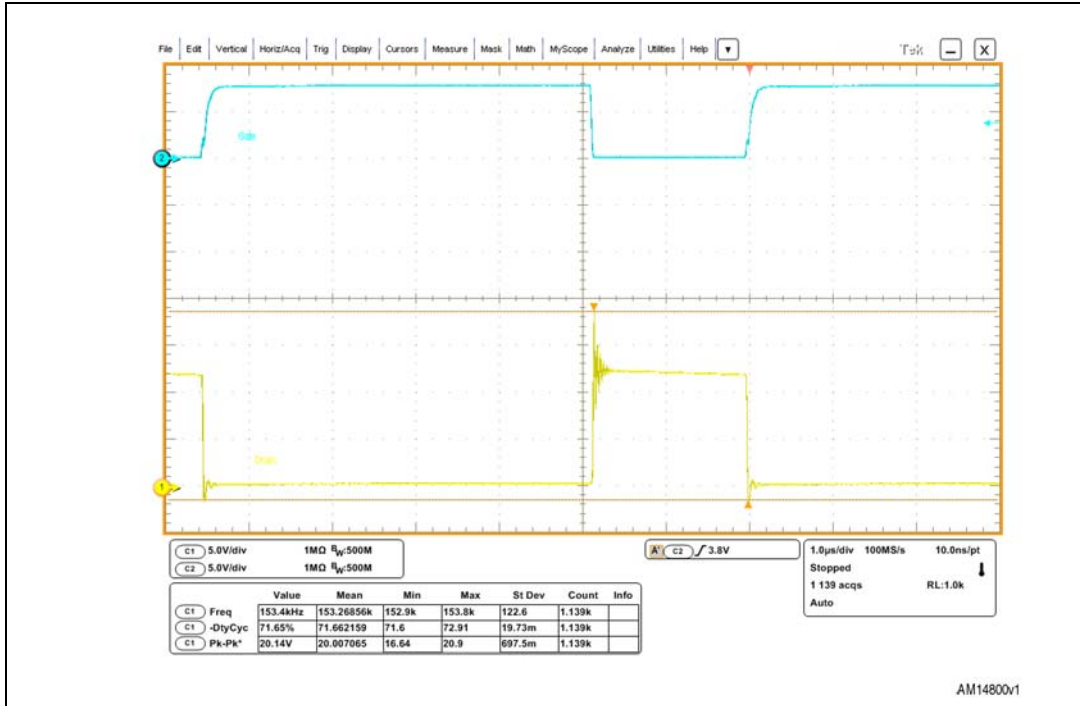 File Edit Vertical Horiz/Acq Trig Display Cursors Measure Mask Math MyScope Analyze Utilities Help Tek X
2
1
Drain
C1 5.0V/div 1MΩ BW:500M
C2 5.0V/div 1MΩ BW:500M
A' C2 3.8V
1.0µs/div 100MS/s 10.0ns/pt
Stopped
1 139 acqs RL:1.0k
Auto
Value Mean Min Max St Dev Count Info
C1 Freq 153.4kHz 153.26856k 152.9k 153.8k 122.6 1.139k
C1 -DtyCyc 71.65% 71.662159 71.6 72.91 19.73m 1.139k
C1 Pk-Pk* 20.14V 20.007065 16.64 20.9 697.5m 1.139k
AM14800v1